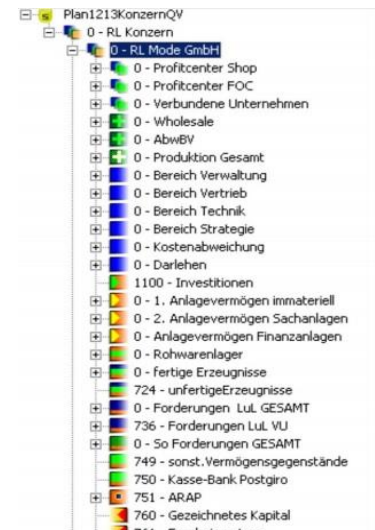 Plan1213KonzernQV
0 - RL Konzern
0 - RL Mode GmbH
0 - Profitcenter Shop
0 - Profitcenter FOC
0 - Verbundene Unternehmen
0 - Wholesale
0 - AbwBV
0 - Produktion Gesamt
0 - Bereich Verwaltung
0 - Bereich Vertrieb
0 - Bereich Technik
0 - Bereich Strategie
0 - Kostenabweichung
0 - Darlehen
1100 - Investitionen
0 - 1. Anlagevermögen immateriell
0 - 2. Anlagevermögen Sachanlagen
0 - Anlagevermögen Finanzanlagen
0 - Rohwarenlager
0 - fertige Erzeugnisse
724 - unfertigeErzeugnisse
0 - Forderungen LuL GESAMT
736 - Forderungen LuL VU
0 - So Forderungen GESAMT
749 - sonst.Vermögensgegenstände
750 - Kasse-Bank Postgiro
751 - ARAP
760 - Gezeichnetes Kapital